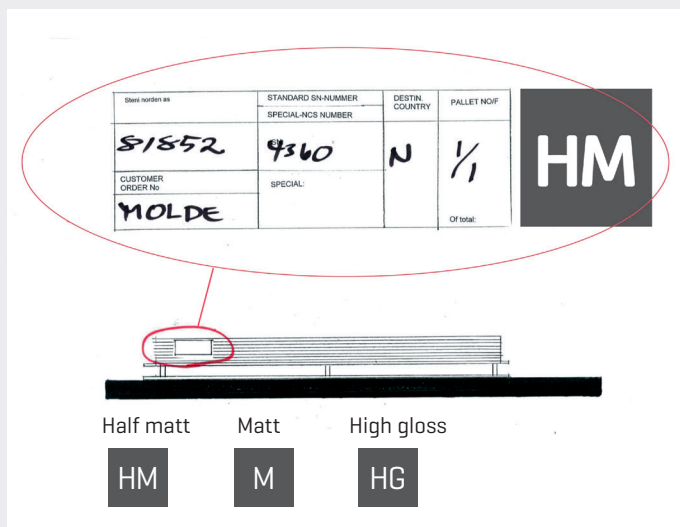 Steni norden as
STANDARD SN-NUMMER
DESTIN. COUNTRY
PALLET NO/F
SPECIAL-NCS NUMBER
81852
SN
4360
N
1/1
CUSTOMER
ORDER No
SPECIAL:
MOLDE
Of total:
HM
Half matt
Matt
High gloss
HM
M
HG